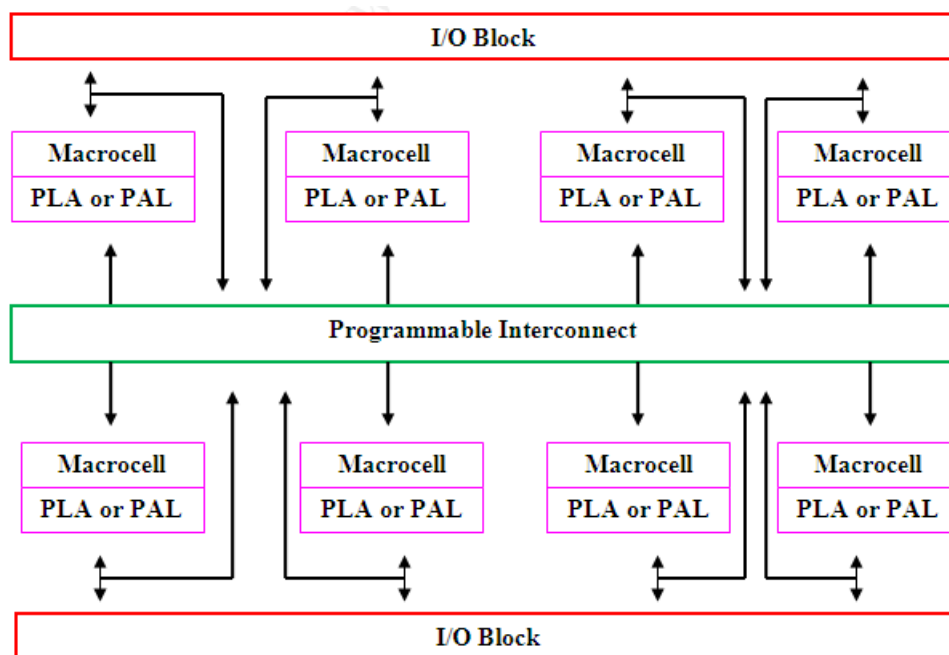 I/O Block
Macrocell Macrocell Macrocell Macrocell
PLA or PAL PLA or PAL PLA or PAL PLA or PAL
Programmable Interconnect
Macrocell Macrocell Macrocell Macrocell
PLA or PAL PLA or PAL PLA or PAL PLA or PAL
I/O Block